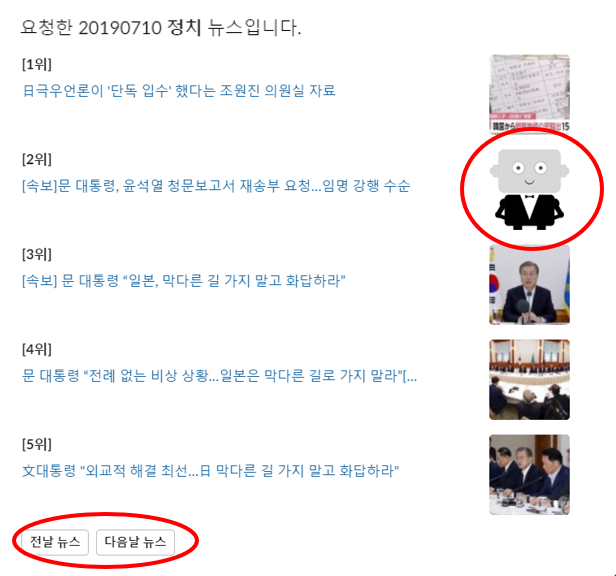 요청한 20190710 정치 뉴스입니다.
[1위]
日극우언론이 '단독 입수' 했다는 조원진 의원실 자료
韓国から
15
[2위]
[속보]문 대통령, 윤석열 청문보고서 재송부 요청…임명 강행 수순
[3위]
[속보] 문 대통령 “일본, 막다른 길 가지 말고 화답하라”
[4위]
문 대통령 “전례 없는 비상 상황…일본은 막다른 길로 가지 말라”[…
[5위]
文대통령 "외교적 해결 최선…日 막다른 길 가지 말고 화답하라"
전날 뉴스 다음날 뉴스